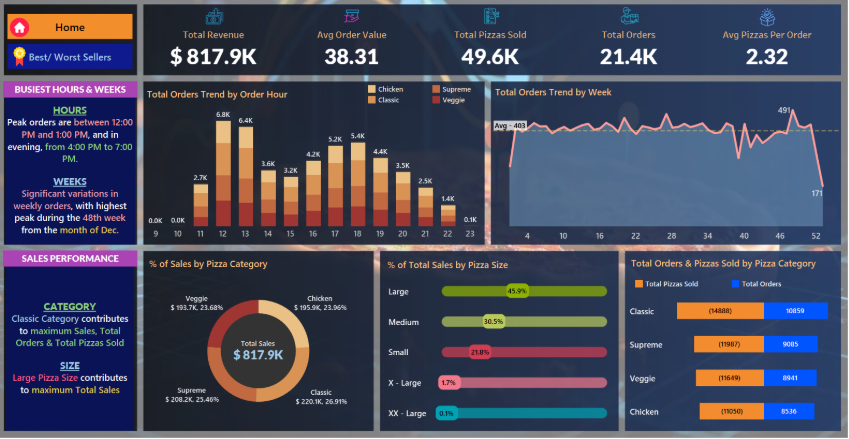 Home
Best/ Worst Sellers
Total Revenue
$ 817.9K
Avg Order Value
38.31
Total Pizzas Sold
49.6K
Total Orders
21.4K
Avg Pizzas Per Order
2.32
BUSIEST HOURS & WEEKS
HOURS
Peak orders are between 12:00
PM and 1:00 PM, and in
evening, from 4:00 PM to 7:00
PM.
WEEKS
Significant variations in
weekly orders, with highest
peak during the 48th week
from the month of Dec.
Total Orders Trend by Order Hour
Chicken
Supreme
Classic
Veggie
0.0K
0.0K
2.7K
6.8K
6.4K
3.6K
3.2K
4.2K
5.2K
5.4K
4.4K
3.5K
2.5K
1.4K
0.1K
9 10 11 12 13 14 15 16 17 18 19 20 21 22 23
Total Orders Trend by Week
Avg - 403
491
171
4 10 16 22 28 34 40 46 52
SALES PERFORMANCE
CATEGORY
Classic Category contributes
to maximum Sales, Total
Orders & Total Pizzas Sold
SIZE
Large Pizza Size contributes
to maximum Total Sales
% of Sales by Pizza Category
Veggie
$ 193.7K, 23.68%
Chicken
$ 195.9K, 23.96%
Total Sales
$ 817.9K
Supreme
$ 208.2K, 25.46%
Classic
$ 220.1K, 26.91%
% of Total Sales by Pizza Size
Large 45.9%
Medium 30.5%
Small 21.8%
X - Large 1.7%
XX - Large 0.1%
Total Orders & Pizzas Sold by Pizza Category
Total Pizzas Sold Total Orders
Classic (14888) 10859
Supreme (11987) 9085
Veggie (11649) 8941
Chicken (11050) 8536